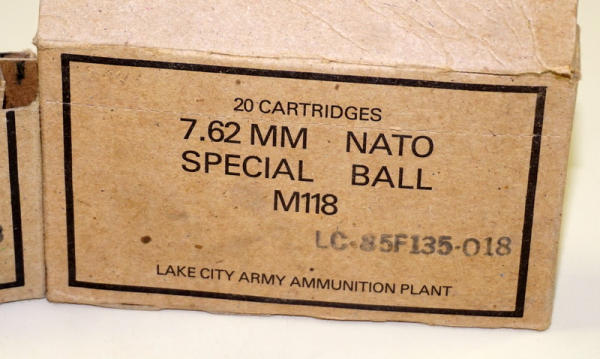 20 CARTRIDGES
7.62 MM NATO
SPECIAL BALL
M118
LC-85F135-018
LAKE CITY ARMY AMMUNITION PLANT